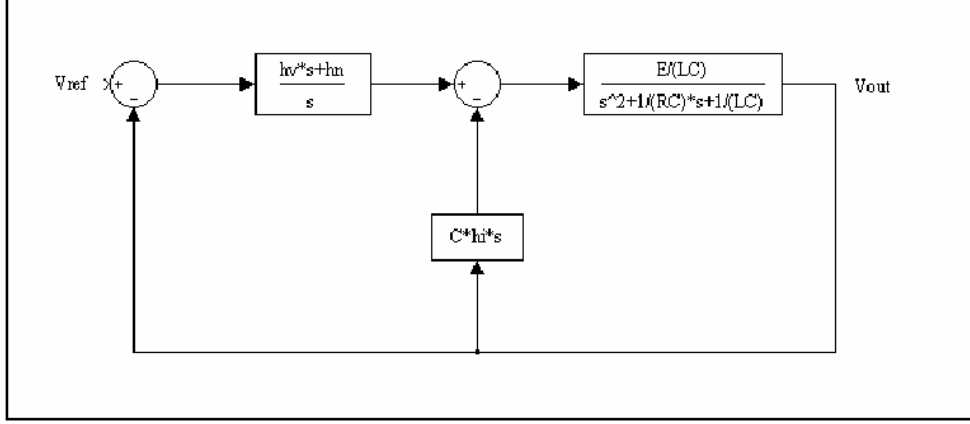 Vref
+
-
hv*s+hn
s
+
-
E/(LC)
s^2+1/(RC)*s+1/(LC)
Vout
C*hi*s